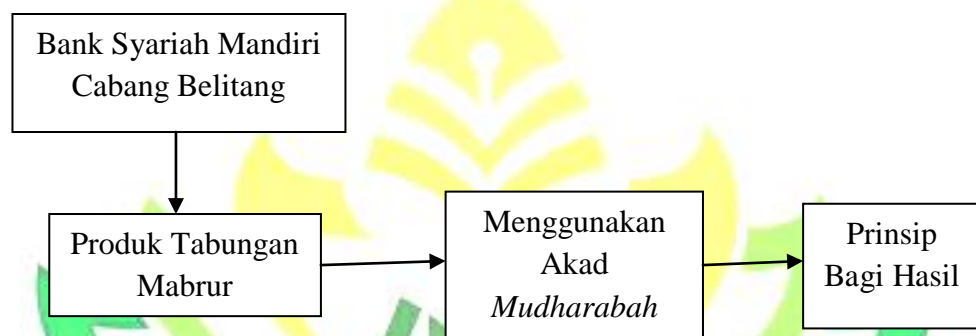 Bank Syariah Mandiri
Cabang Belitang
Produk Tabungan
Mabrur
Menggunakan
Akad
Mudharabah
Prinsip
Bagi Hasil